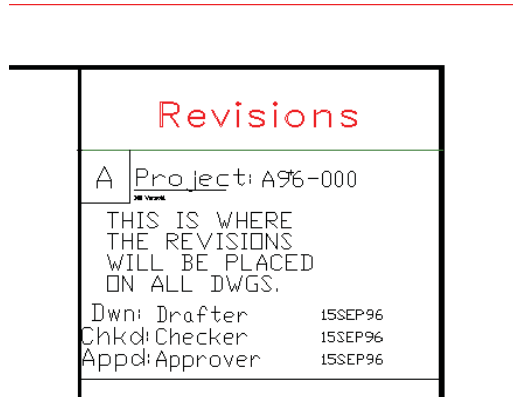 Revisions
A Project: A96-000
THIS IS WHERE
THE REVISIONS
WILL BE PLACED
ON ALL DWGS.
Dwn: Drafter 15SEP96
Chkd: Checker 15SEP96
Appd: Approver 15SEP96